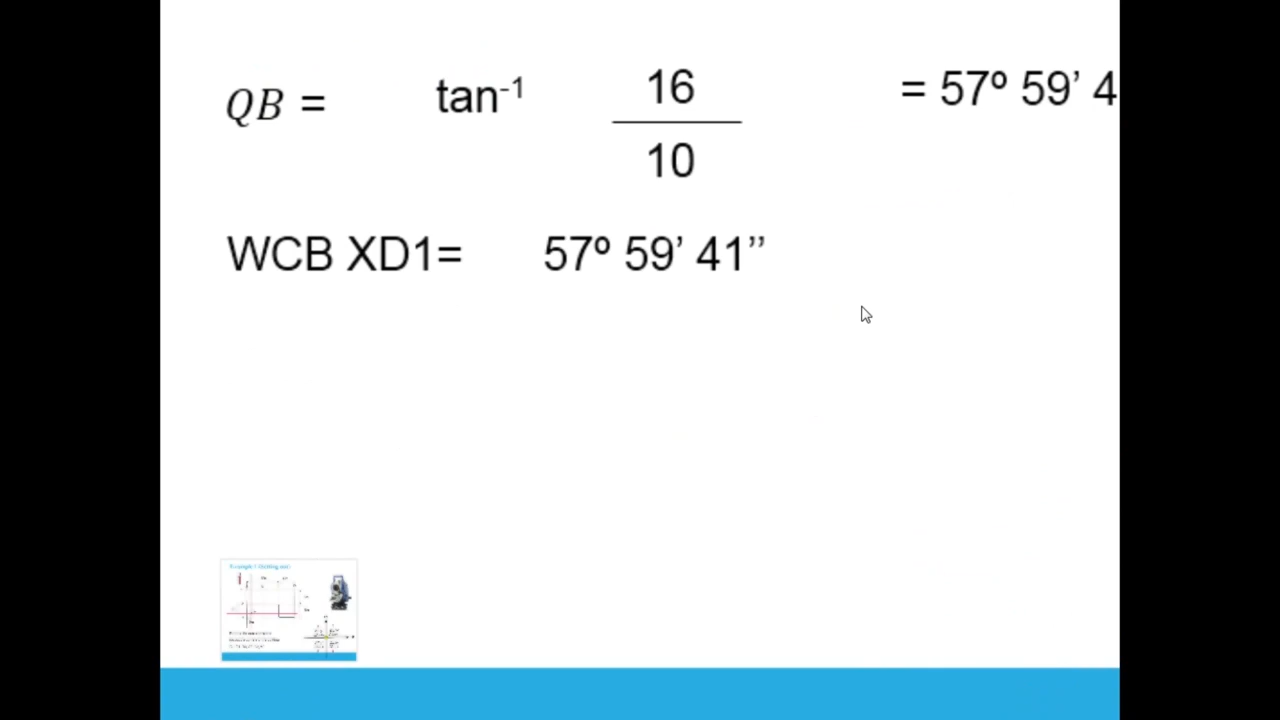 QB = tan-1 16 = 57º 59’ 4
10
WCB XD1= 57º 59’ 41’’